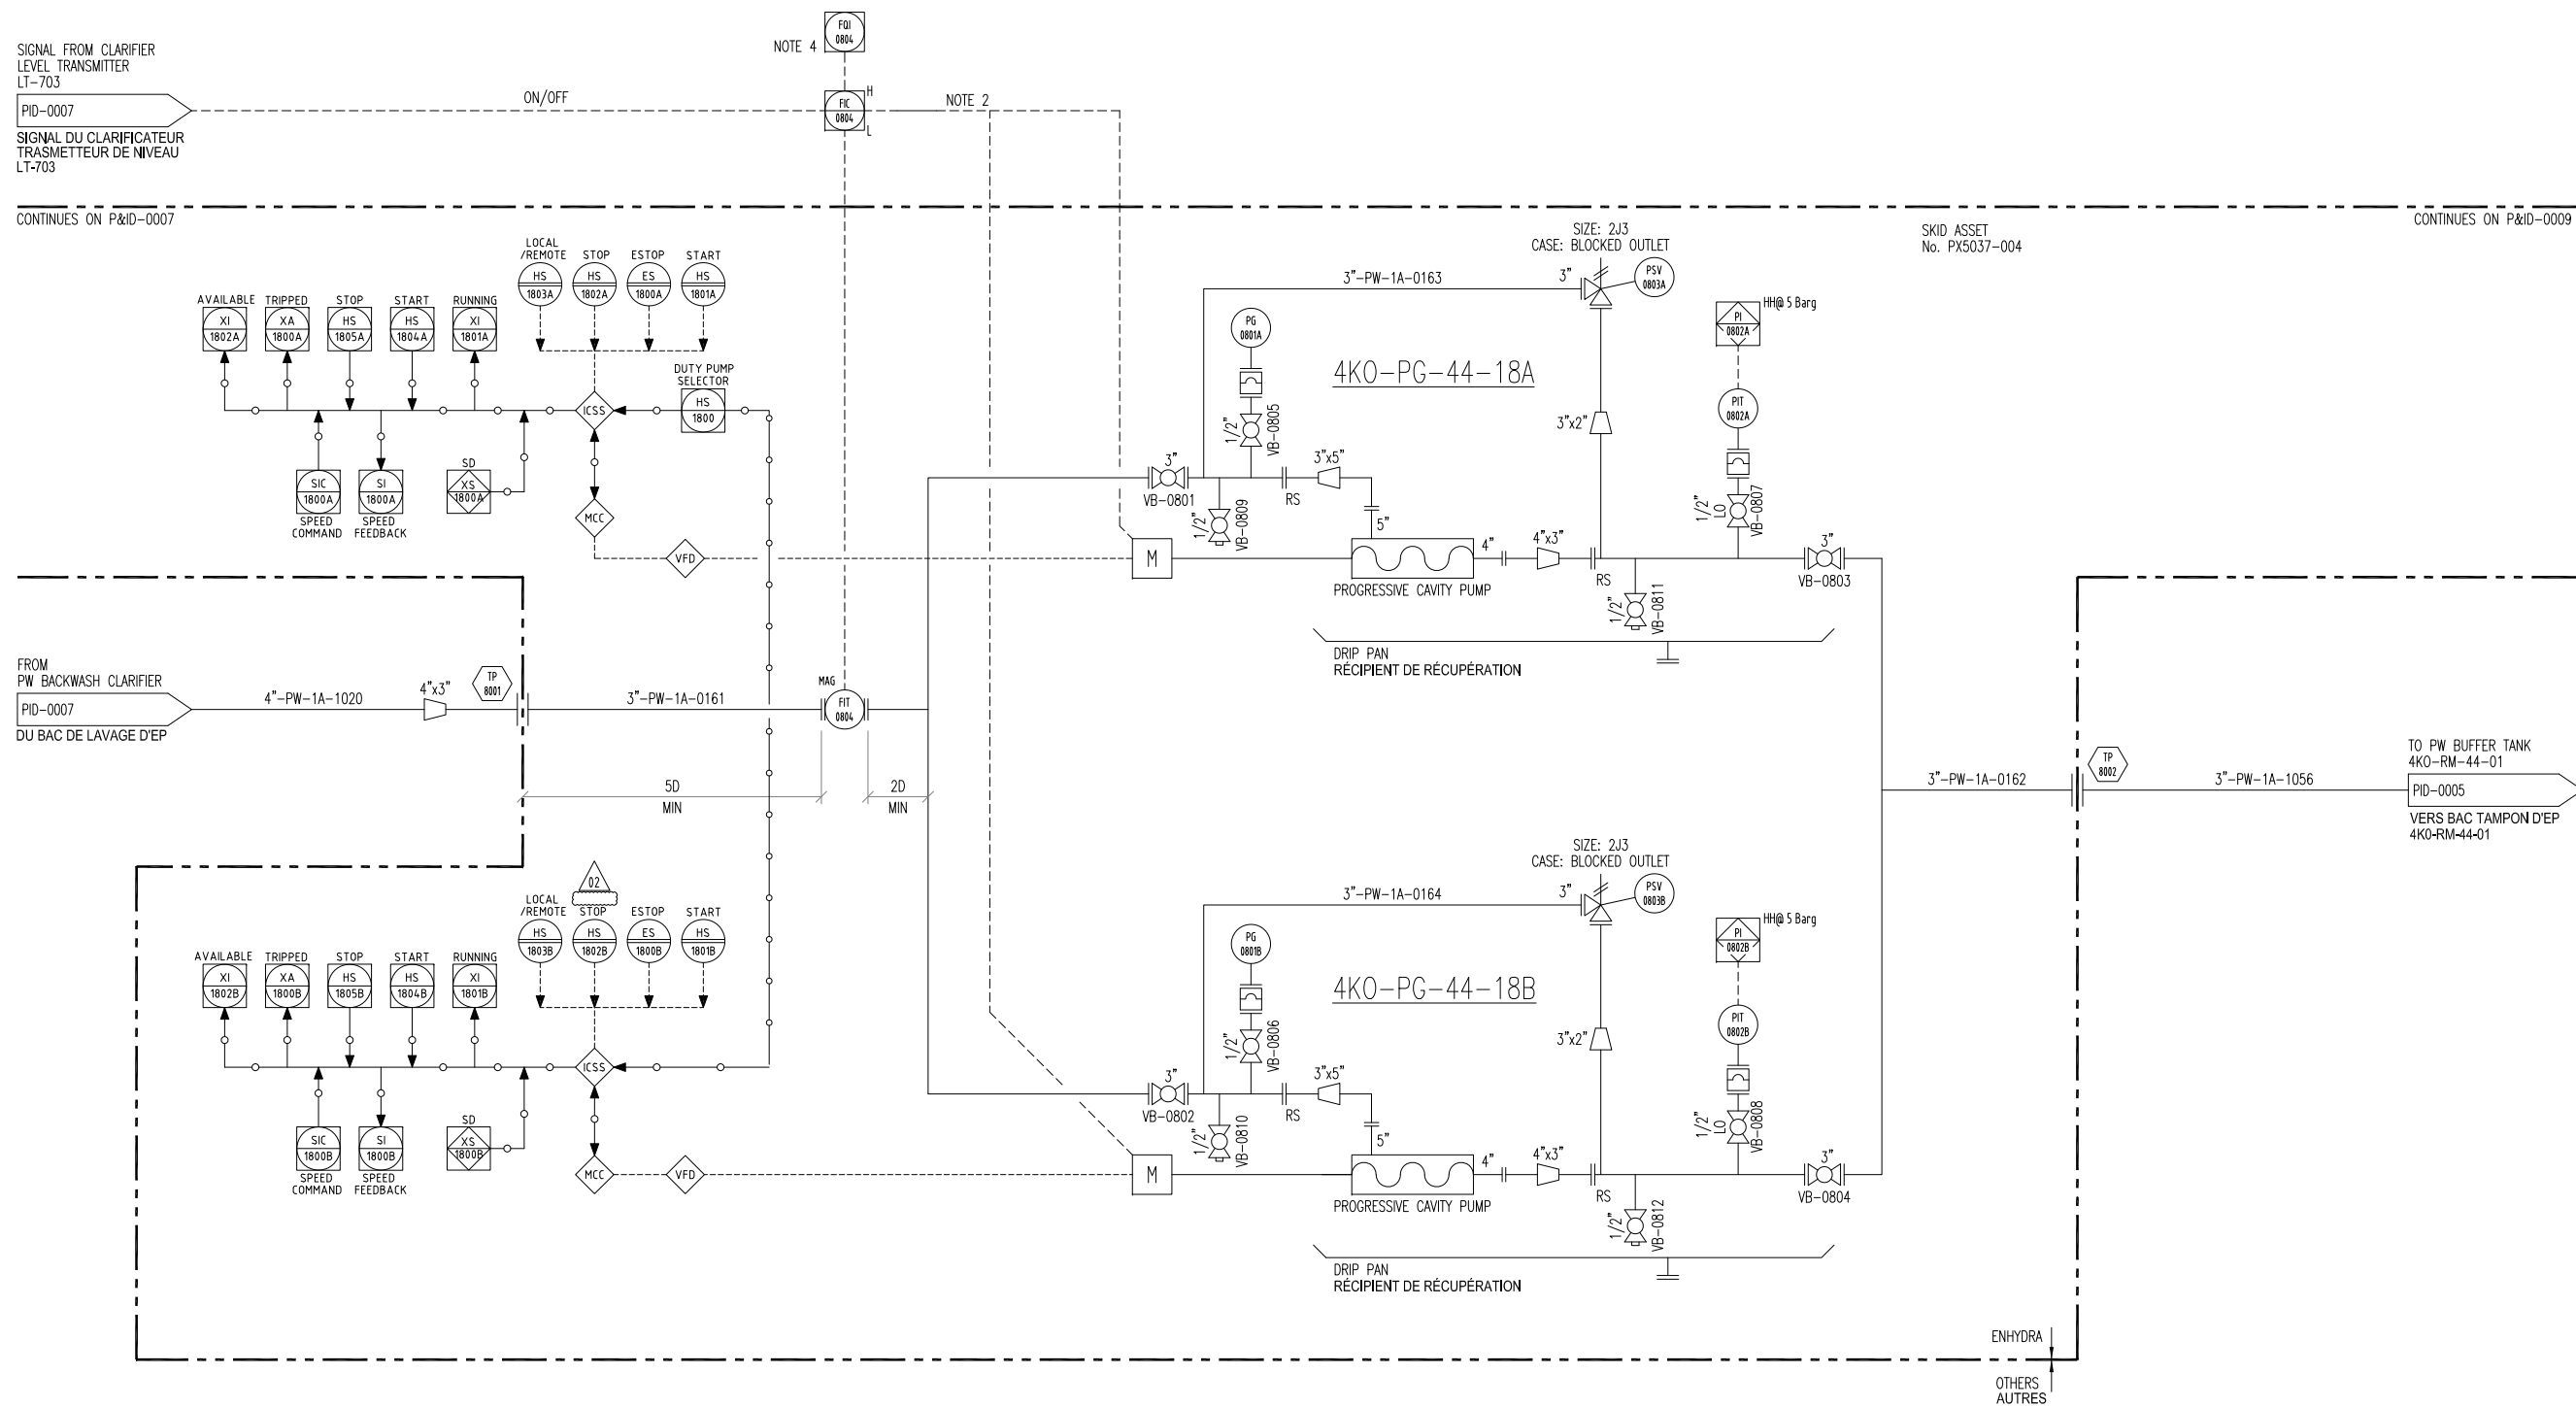 FQI
0804
NOTE 4
SIGNAL FROM CLARIFIER
LEVEL TRANSMITTER
LT-703
PID-0007
SIGNAL DU CLARIFICATEUR
TRASMETTEUR DE NIVEAU
LT-703
ON/OFF
FIC
0804
H
L
NOTE 2
CONTINUES ON P&ID-0007
CONTINUES ON P&ID-0009
SKID ASSET
No. PX5037-004
LOCAL
/REMOTE
HS
1803A
STOP
HS
1802A
ESTOP
ES
1800A
START
HS
1801A
AVAILABLE
XI
1802A
TRIPPED
XA
1800A
STOP
HS
1805A
START
HS
1804A
RUNNING
XI
1801A
DUTY PUMP
SELECTOR
HS
1800
ICSS
SIC
1800A
SPEED
COMMAND
SI
1800A
SPEED
FEEDBACK
SD
XS
1800A
MCC
VFD
SIZE: 2J3
CASE: BLOCKED OUTLET
3"-PW-1A-0163
3"
PSV
0803A
PG
0801A
PI
0802A
HH@ 5 Barg
4KO-PG-44-18A
PIT
0802A
1/2"
VB-0805
3"x2"
3"
VB-0801
3"x5"
RS
1/2"
VB-0809
5"
1/2"
LO
VB-0807
M
4"
4"x3"
RS
PROGRESSIVE CAVITY PUMP
1/2"
VB-0811
3"
VB-0803
DRIP PAN
RÉCIPIENT DE RÉCUPÉRATION
FROM
PW BACKWASH CLARIFIER
PID-0007
DU BAC DE LAVAGE D'EP
4"-PW-1A-1020
4"x3"
TP
8001
3"-PW-1A-0161
MAG
FIT
0804
5D
MIN
2D
MIN
3"-PW-1A-0162
TP
8002
3"-PW-1A-1056
TO PW BUFFER TANK
4KO-RM-44-01
PID-0005
VERS BAC TAMPON D'EP
4K0-RM-44-01
02
LOCAL
/REMOTE
HS
1803B
STOP
HS
1802B
ESTOP
ES
1800B
START
HS
1801B
AVAILABLE
XI
1802B
TRIPPED
XA
1800B
STOP
HS
1805B
START
HS
1804B
RUNNING
XI
1801B
ICSS
SIC
1800B
SPEED
COMMAND
SI
1800B
SPEED
FEEDBACK
SD
XS
1800B
MCC
VFD
SIZE: 2J3
CASE: BLOCKED OUTLET
3"-PW-1A-0164
3"
PSV
0803B
PG
0801B
PI
0802B
HH@ 5 Barg
4KO-PG-44-18B
PIT
0802B
1/2"
VB-0806
3"x2"
3"
VB-0802
3"x5"
RS
1/2"
VB-0810
5"
1/2"
LO
VB-0808
M
4"
4"x3"
RS
PROGRESSIVE CAVITY PUMP
1/2"
VB-0812
3"
VB-0804
DRIP PAN
RÉCIPIENT DE RÉCUPÉRATION
ENHYDRA
OTHERS
AUTRES